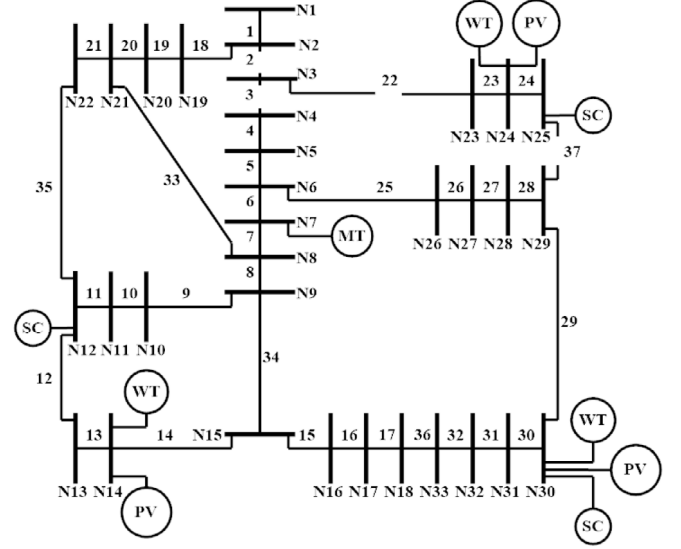 N1
WT PV
1
21 20 19 18 N2
2
N3
22 23 24
3
N22 N21 N20 N19
SC
N4
N23 N24 N25
4
N5
37
5
33
35
N6 25 26 27 28
6
N7
MT
N26 N27 N28 N29
7
N8
8
11 10 9 N9
29
SC
N12 N11 N10
34
12
WT
WT
13 14 N15 15 16 17 36 32 31 30
PV
N13 N14
N16 N17 N18 N33 N32 N31 N30
PV
SC